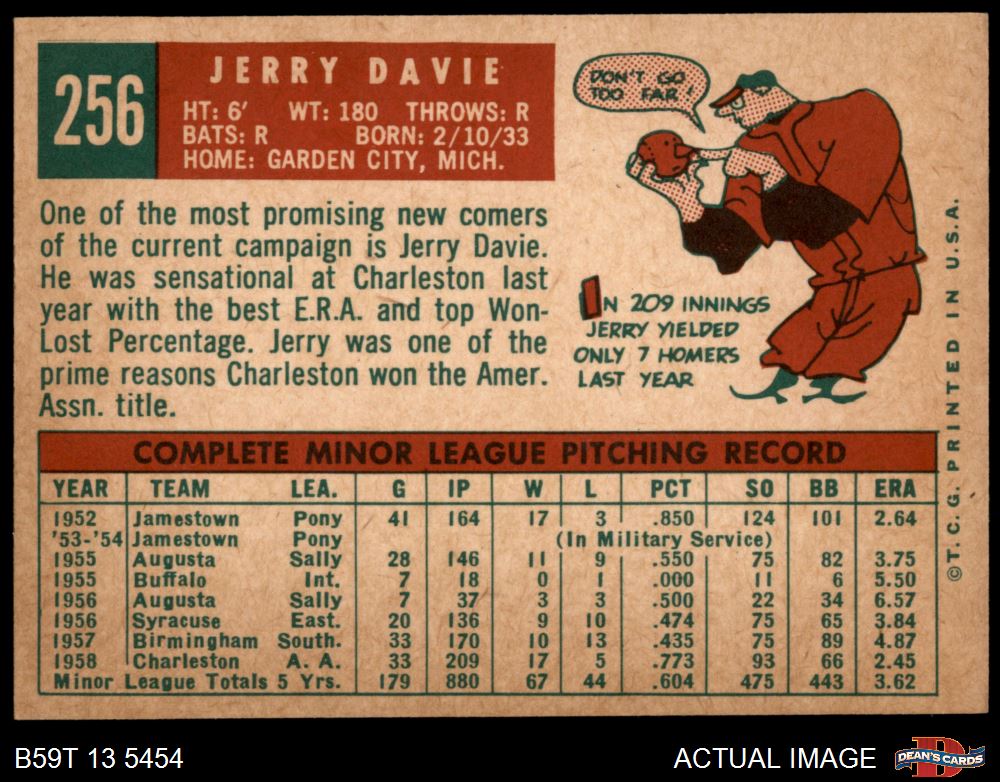 256
JERRY DAVIE
HT: 6' WT: 180 THROWS: R
BATS: R BORN: 2/10/33
HOME: GARDEN CITY, MICH.
DON'T GO
TOO FAR!
One of the most promising new comers
of the current campaign is Jerry Davie.
He was sensational at Charleston last
year with the best E.R.A. and top Won-
Lost Percentage. Jerry was one of the
prime reasons Charleston won the Amer.
Assn. title.
IN 209 INNINGS
JERRY YIELDED
ONLY 7 HOMERS
LAST YEAR
COMPLETE MINOR LEAGUE PITCHING RECORD
YEAR TEAM LEA. G IP W L PCT SO BB ERA
1952 Jamestown Pony 41 164 17 3 .850 124 101 2.64
'53-'54 Jamestown Pony (In Military Service)
1955 Augusta Sally 28 146 11 9 .550 75 82 3.75
1955 Buffalo Int. 7 18 0 1 .000 11 6 5.50
1956 Augusta Sally 7 37 3 3 .500 22 34 6.57
1956 Syracuse East. 20 136 9 10 .474 75 65 3.84
1957 Birmingham South. 33 170 10 13 .435 75 89 4.87
1958 Charleston A. A. 33 209 17 5 .773 93 66 2.45
Minor League Totals 5 Yrs. 179 880 67 44 .604 475 443 3.62
©T.C.G. PRINTED IN U.S.A.
B59T 13 5454
ACTUAL IMAGE
D
DEAN'S CARDS